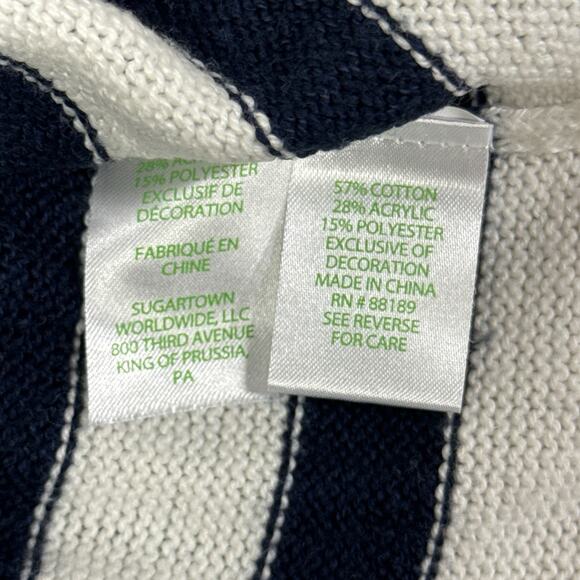 28%
15% POLYESTER
EXCLUSIF DE
DECORATION
FABRIQUÉ EN
CHINE
SUGARTOWN
WORLDWIDE, LLC
800 THIRD AVENUE
KING OF PRUSSIA,
PA
57% COTTON
28% ACRYLIC
15% POLYESTER
EXCLUSIVE OF
DECORATION
MADE IN CHINA
RN # 88189
SEE REVERSE
FOR CARE